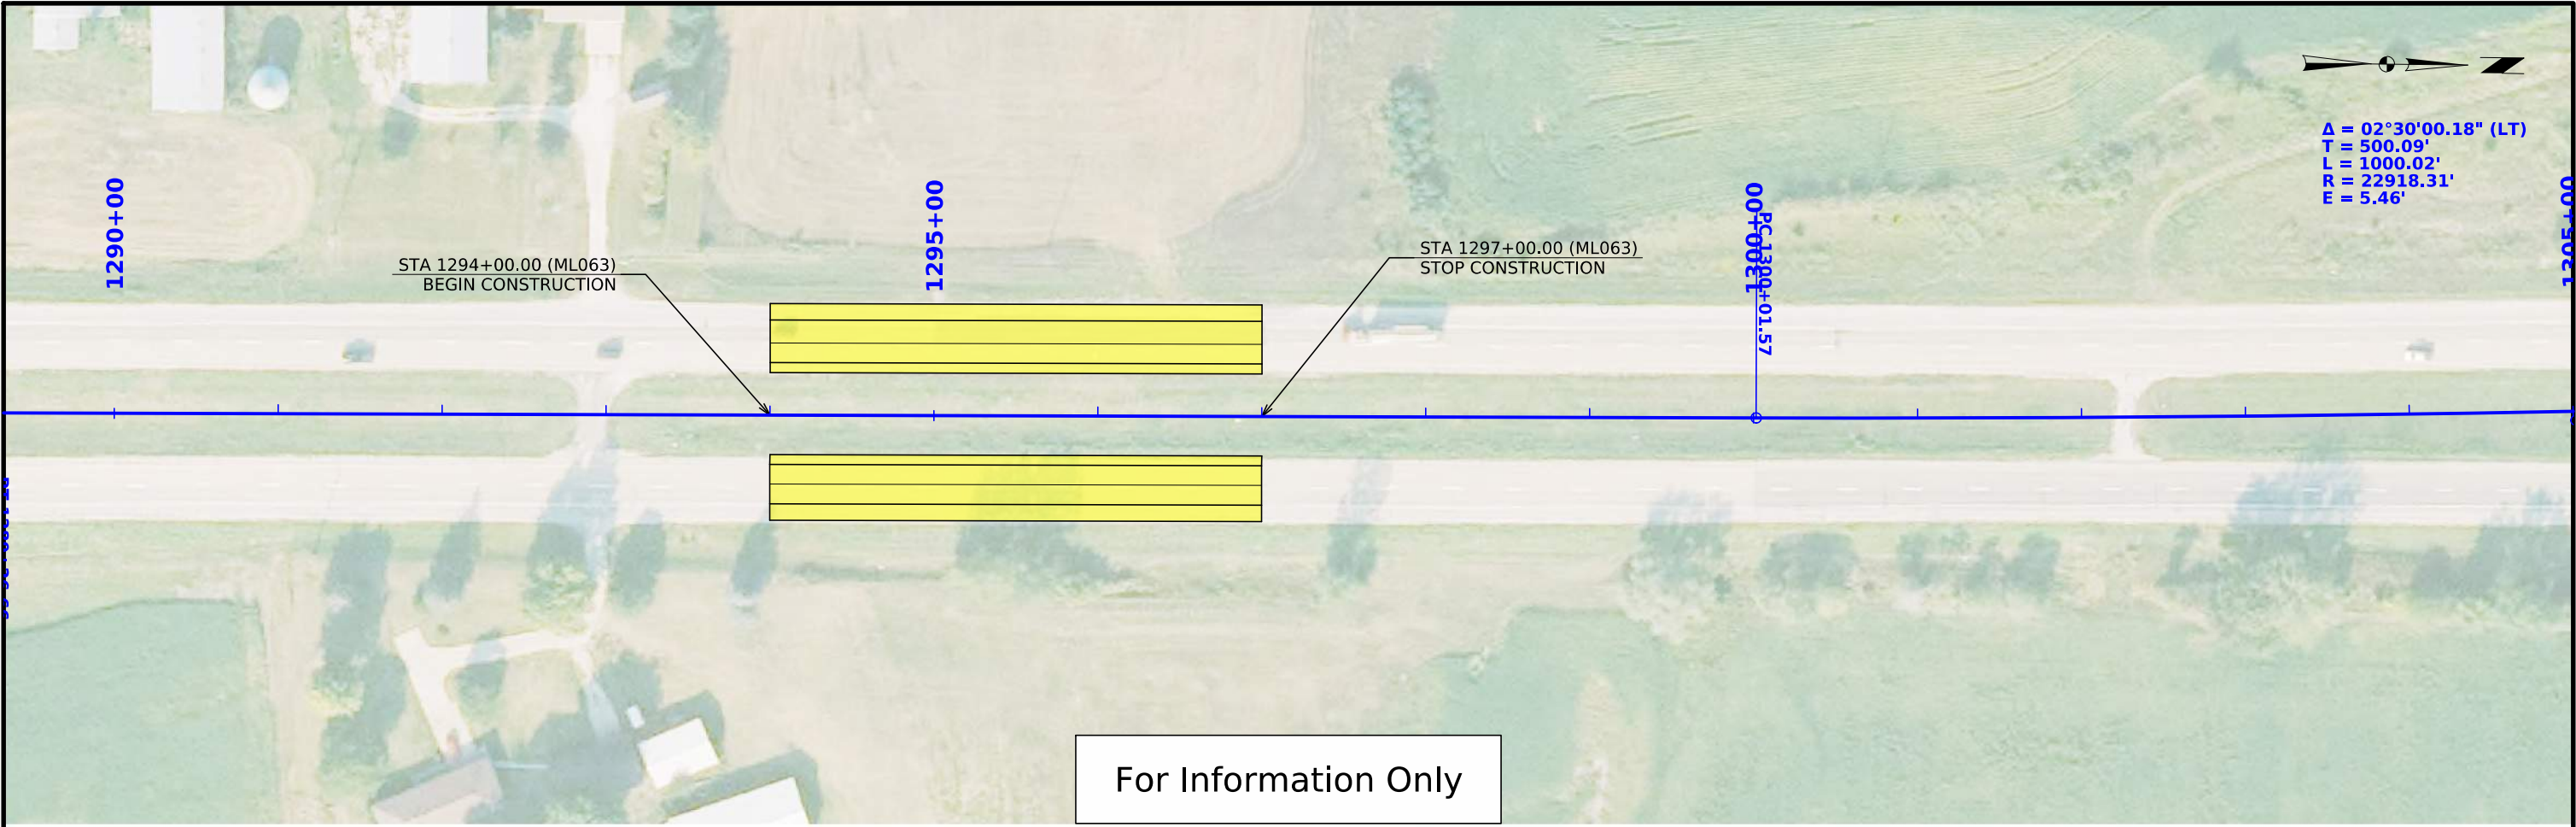 Δ = 02°30'00.18" (LT)
T = 500.09'
L = 1000.02'
R = 22918.31'
E = 5.46'
1290+00
1295+00
1300+00
PC 1300+01.57
1305+00
STA 1294+00.00 (ML063)
BEGIN CONSTRUCTION
STA 1297+00.00 (ML063)
STOP CONSTRUCTION
For Information Only